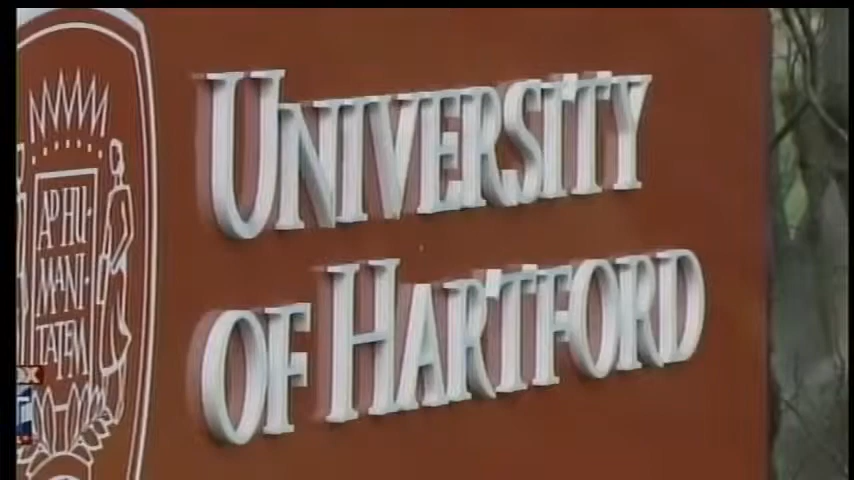 UNIVERSITY
OF HARTFORD
AD HU-
MANI-
TATEM